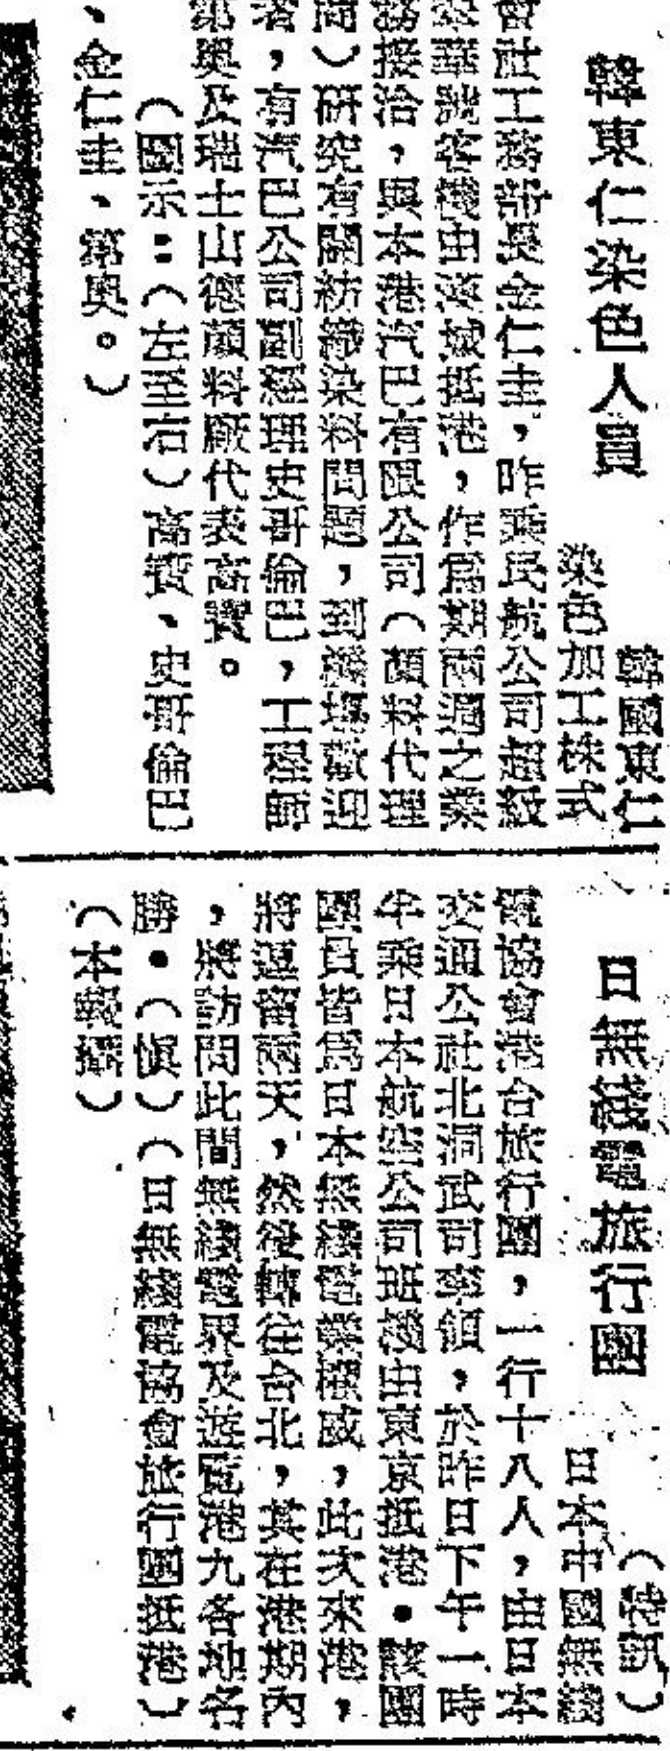 韓東仁染色人員
韓國東仁
染色加工株式
會社工務部長金仁圭，昨乘民航公司超級
翠華號客機由漢城抵港，作爲期兩週之業
務接洽，與本港汽巴有限公司（顏料代理
商）研究有關紡織染料問題，到機塲歡迎
者，有汽巴公司副經理史哥倫巴，工程師
第奥及瑞士山德顏料廠代表高賽。
（圖示：（左至右）高賽、史哥倫巴
、金仁圭、第奥。）
日無綫電旅行團
（特訊）
日本中國無綫
電協會港台旅行團，一行十八人，由日本
交通公社北洞武司率領，於昨日下午一時
半乘日本航空公司班機由東京抵港•該團
團員皆爲日本無綫電業權威，此次來港，
將逗留兩天，然後轉往台北，其在港期內
，將訪問此間無綫電界及遊覽港九各地名
勝•（愼）（日無綫電協會旅行團抵港）
（本報攝）